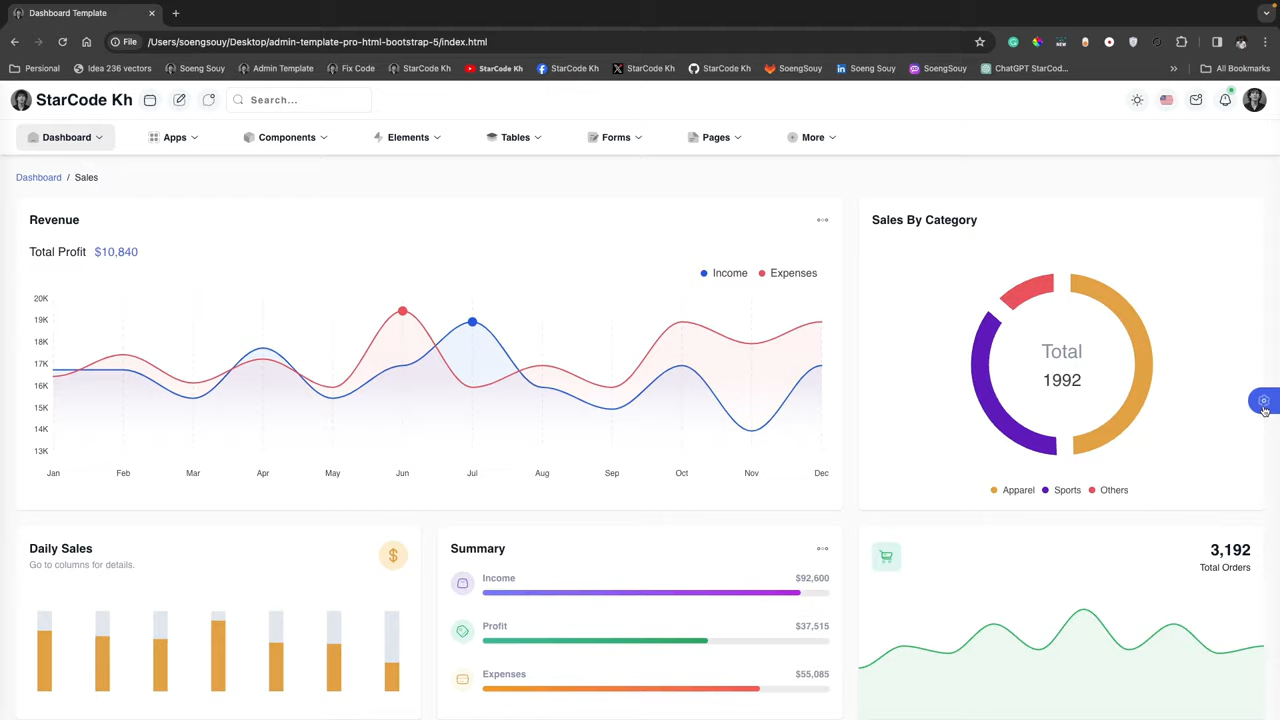 Dashboard Template
File /Users/soengsouy/Desktop/admin-template-pro-html-bootstrap-5/index.html
NEW
Pershional Idea 236 vectors Soeng Souy Admin Template Fix Code StarCode Kh StarCode Kh StarCode Kh StarCode Kh StarCode Kh SoengSouy Soeng Souy SoengSouy ChatGPT StarCod... » All Bookmarks
StarCode Kh Search...
Dashboard Apps Components Elements Tables Forms Pages More
Dashboard / Sales
Revenue
Total Profit $10,840
Income Expenses
20K
19K
18K
17K
16K
15K
14K
13K
Jan Feb Mar Apr May Jun Jul Aug Sep Oct Nov Dec
Sales By Category
Total
1992
Apparel Sports Others
Daily Sales
Go to columns for details.
$
Summary
Income $92,600
Profit $37,515
Expenses $55,085
3,192
Total Orders